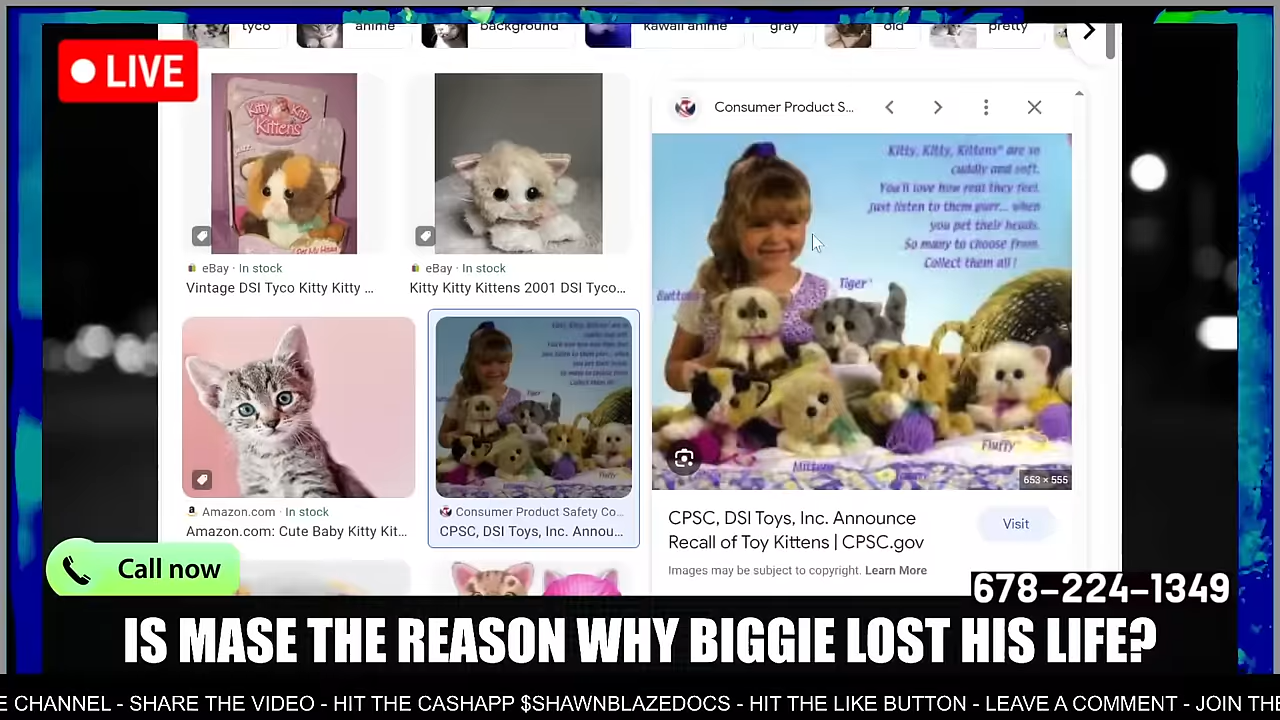 tyco
anime
background
kawaii anime
gray
old
pretty
LIVE
Kitty Kitty
Kittens
eBay · In stock
Vintage DSI Tyco Kitty Kitty ...
eBay · In stock
Kitty Kitty Kittens 2001 DSI Tyco...
Amazon.com · In stock
Amazon.com: Cute Baby Kitty Kit...
Consumer Product Safety Co...
CPSC, DSI Toys, Inc. Annou...
Consumer Product S...
Kitty, Kitty, Kittens® are so
cuddly and soft.
You'll love how real they feel.
Just listen to them purr... when
you pet their heads.
So many to choose from.
Collect them all!
Buttons
Tiger
Fluffy
Mittens
653 × 555
CPSC, DSI Toys, Inc. Announce
Recall of Toy Kittens | CPSC.gov
Visit
Images may be subject to copyright. Learn More
Call now
678-224-1349
IS MASE THE REASON WHY BIGGIE LOST HIS LIFE?
E CHANNEL - SHARE THE VIDEO - HIT THE CASHAPP $SHAWNBLAZEDOCS - HIT THE LIKE BUTTON - LEAVE A COMMENT - JOIN THE